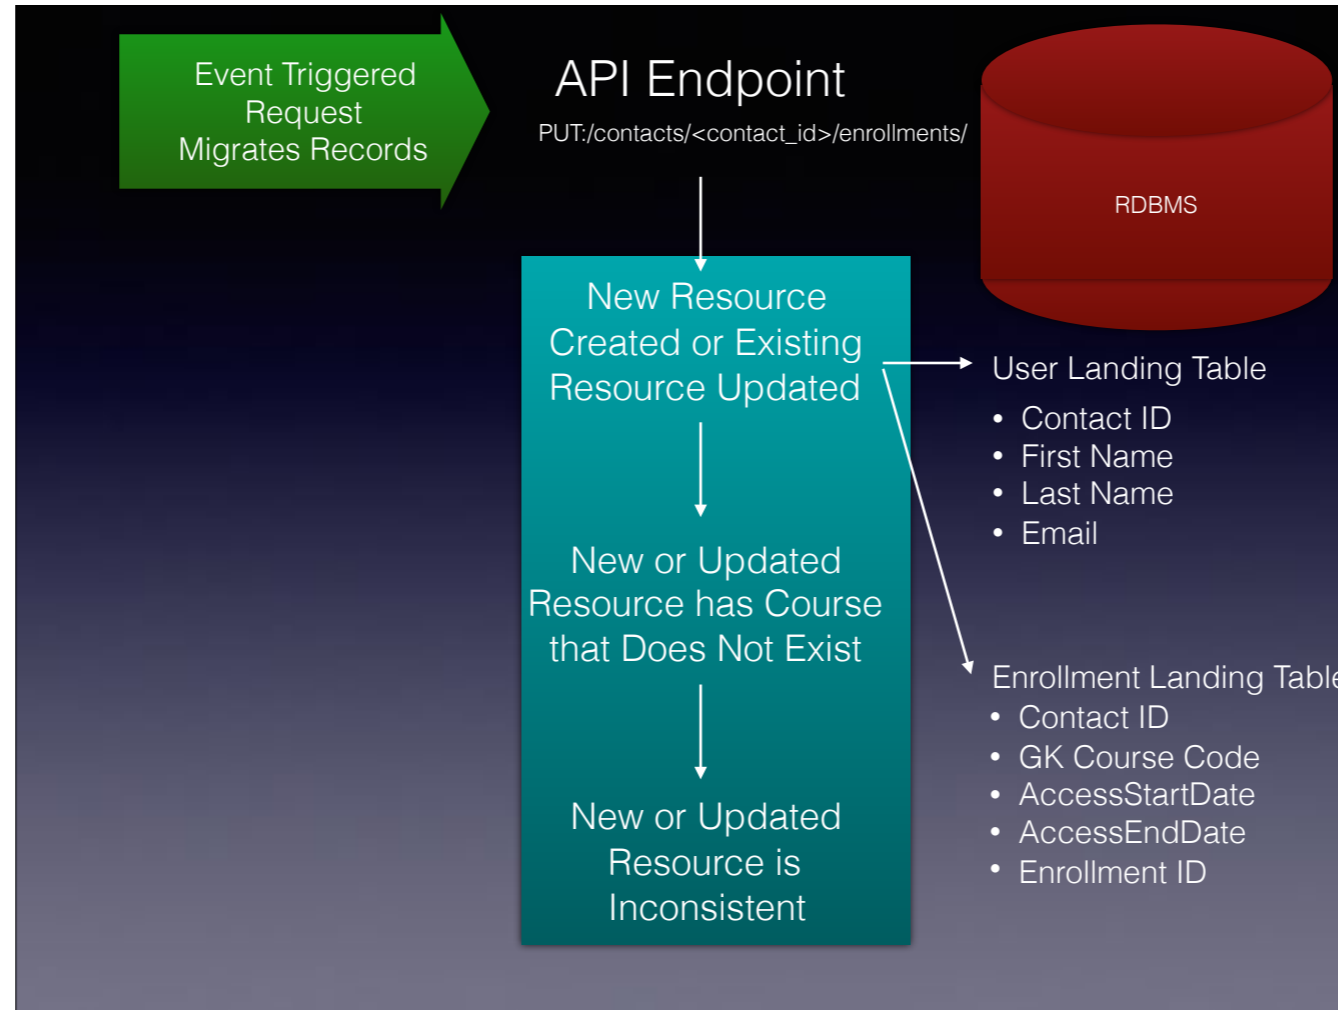 Event Triggered
Request
Migrates Records
API Endpoint
PUT:/contacts/<contact_id>/enrollments/
RDBMS
New Resource
Created or Existing
Resource Updated
New or Updated
Resource has Course
that Does Not Exist
New or Updated
Resource is
Inconsistent
User Landing Table
• Contact ID
• First Name
• Last Name
• Email
Enrollment Landing Table
• Contact ID
• GK Course Code
• AccessStartDate
• AccessEndDate
• Enrollment ID